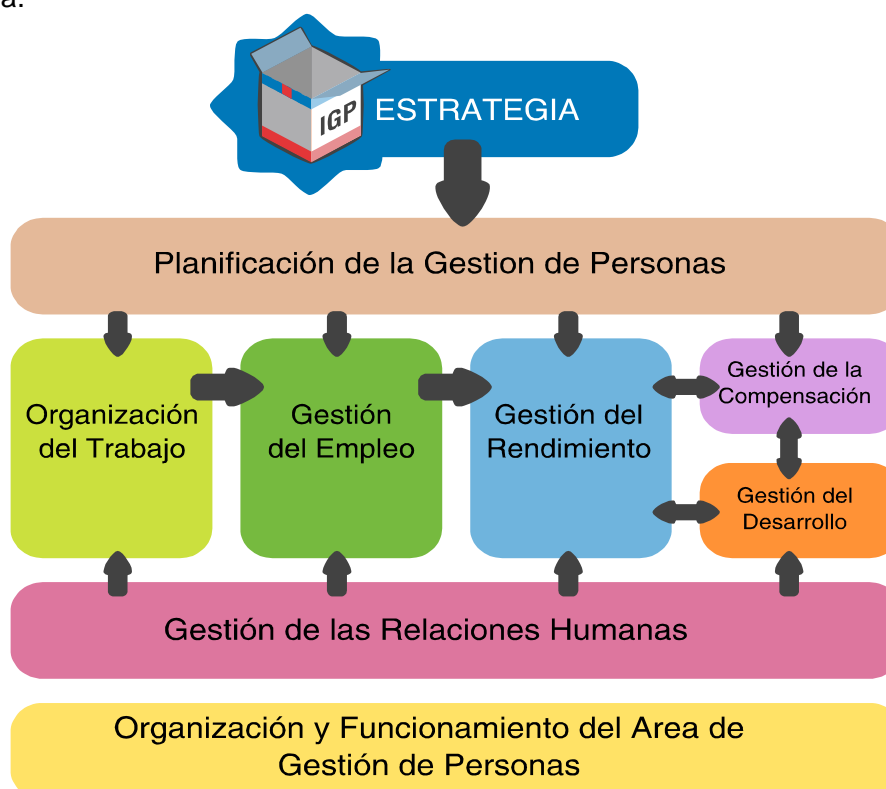 a.
IGP
ESTRATEGIA
Planificación de la Gestion de Personas
Organización
del Trabajo
Gestión
del Empleo
Gestión del
Rendimiento
Gestión de la
Compensación
Gestión del
Desarrollo
Gestión de las Relaciones Humanas
Organización y Funcionamiento del Area de
Gestión de Personas